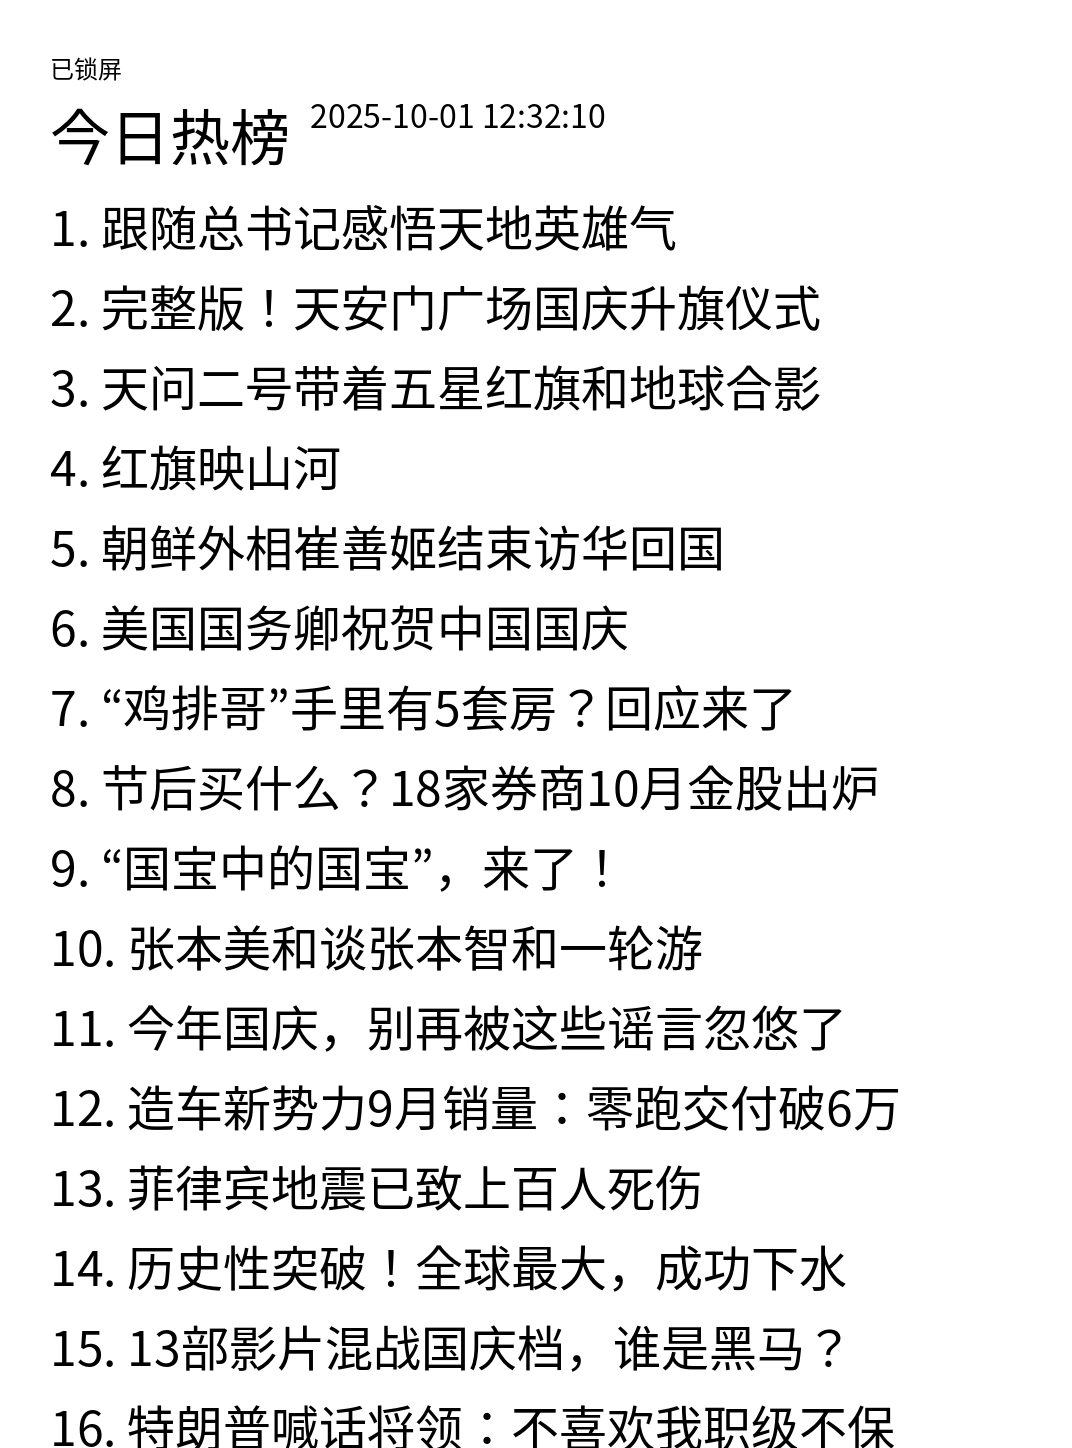 已锁屏
今日热榜 2025-10-01 12:32:10
1. 跟随总书记感悟天地英雄气
2. 完整版！天安门广场国庆升旗仪式
3. 天问二号带着五星红旗和地球合影
4. 红旗映山河
5. 朝鲜外相崔善姬结束访华回国
6. 美国国务卿祝贺中国国庆
7. “鸡排哥”手里有5套房？回应来了
8. 节后买什么？18家券商10月金股出炉
9. “国宝中的国宝”，来了！
10. 张本美和谈张本智和一轮游
11. 今年国庆，别再被这些谣言忽悠了
12. 造车新势力9月销量：零跑交付破6万
13. 菲律宾地震已致上百人死伤
14. 历史性突破！全球最大，成功下水
15. 13部影片混战国庆档，谁是黑马？
16. 特朗普喊话将领：不喜欢我职级不保